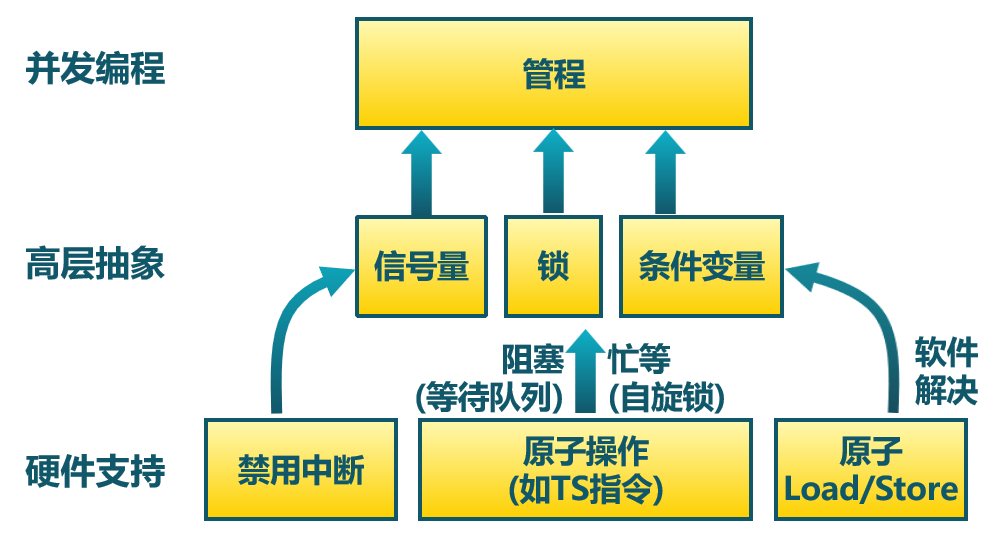 并发编程
管程
高层抽象
信号量
锁
条件变量
阻塞
(等待队列)
忙等
(自旋锁)
软件
解决
硬件支持
禁用中断
原子操作
(如TS指令)
原子
Load/Store